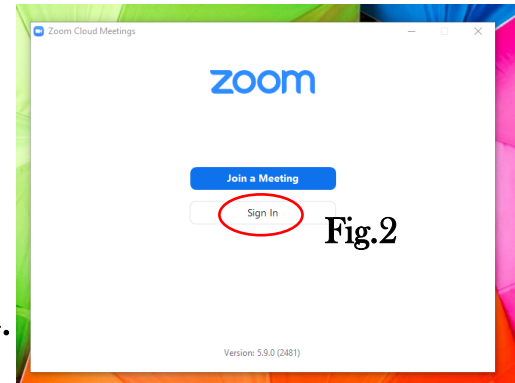 Zoom Cloud Meetings
zoom
Join a Meeting
Sign In
Fig.2
Version: 5.9.0 (2481)